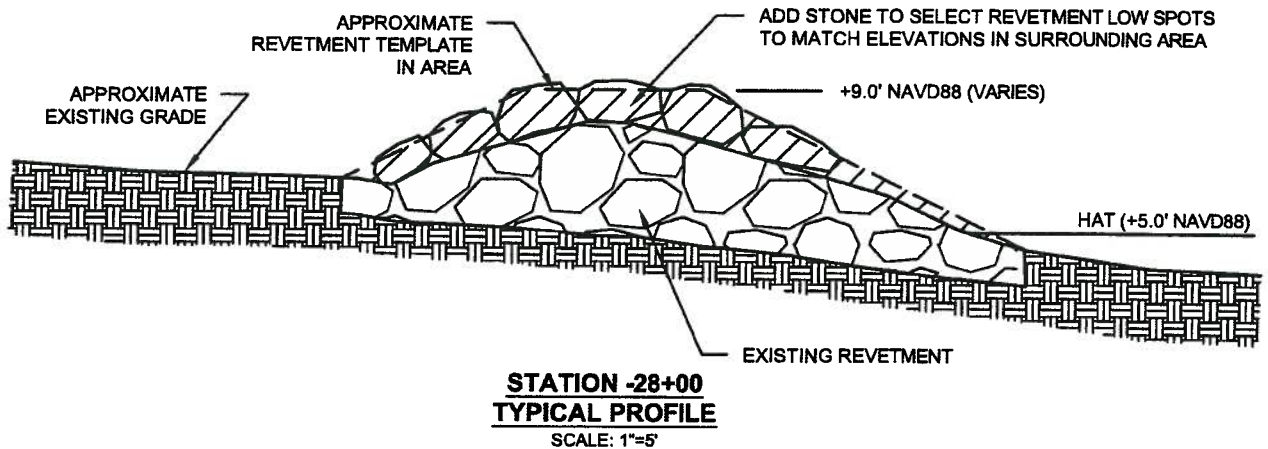 APPROXIMATE
REVETMENT TEMPLATE
IN AREA
ADD STONE TO SELECT REVETMENT LOW SPOTS
TO MATCH ELEVATIONS IN SURROUNDING AREA
APPROXIMATE
EXISTING GRADE
+9.0' NAVD88 (VARIES)
HAT (+5.0' NAVD88)
EXISTING REVETMENT
STATION -28+00
TYPICAL PROFILE
SCALE: 1"=5'